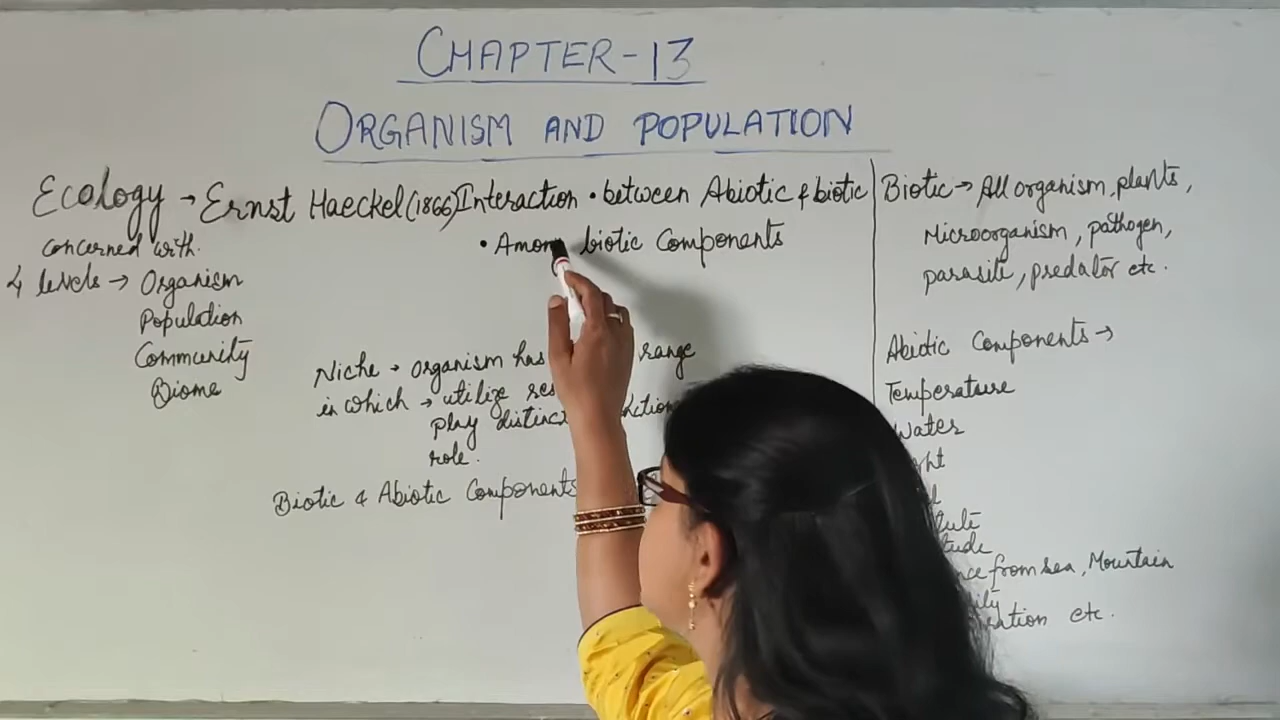 CHAPTER-13
ORGANISM AND POPULATION
Ecology → Ernst Haeckel (1866) Interaction • between Abiotic & biotic
• Among biotic Components
concerned with
4 levels → Organism
Population
Community
Biome
Niche → organism has range
in which → utilize
play distinct
role.
Biotic & Abiotic Components
Biotic → All organism, plants,
Microorganism, pathogen,
parasite, predator etc.
Abiotic Components →
Temperature
Water
from sea, Mountain
etc.